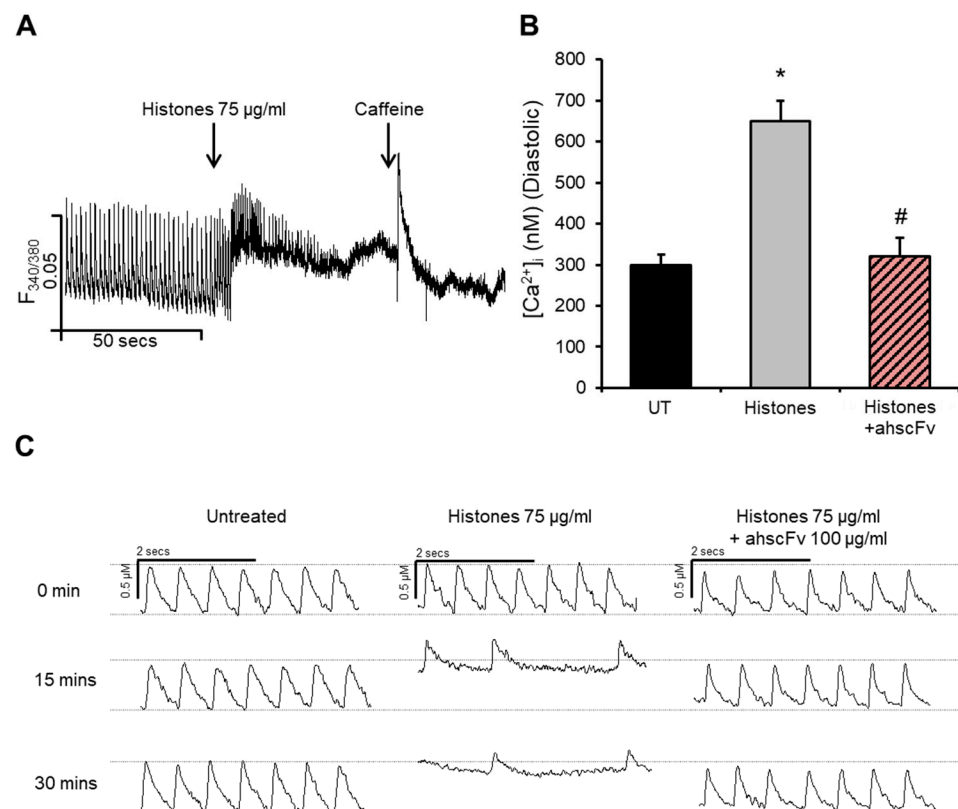 A
Histones 75 µg/ml
Caffeine
F340/380
0.05
50 secs
B
[Ca²⁺]i (nM) (Diastolic)
800
700
600
500
400
300
200
100
0
*
#
UT
Histones
Histones
+ahscFv
C
Untreated
Histones 75 µg/ml
Histones 75 µg/ml
+ ahscFv 100 µg/ml
2 secs
2 secs
2 secs
0.5 µM
0.5 µM
0.5 µM
0 min
15 mins
30 mins